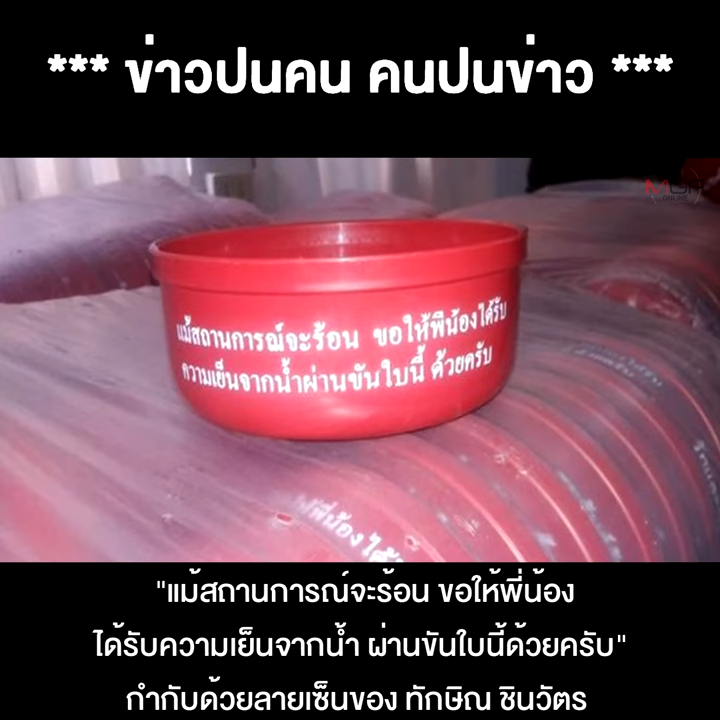 *** ข่าวปนคน คนปนข่าว ***
MGR
ONLINE
แม้สถานการณ์จะร้อน ขอให้พี่น้องได้รับ
ความเย็นจากน้ำผ่านขันใบนี้ ด้วยครับ
"แม้สถานการณ์จะร้อน ขอให้พี่น้อง
ได้รับความเย็นจากน้ำ ผ่านขันใบนี้ด้วยครับ"
กำกับด้วยลายเซ็นของ ทักษิณ ชินวัตร